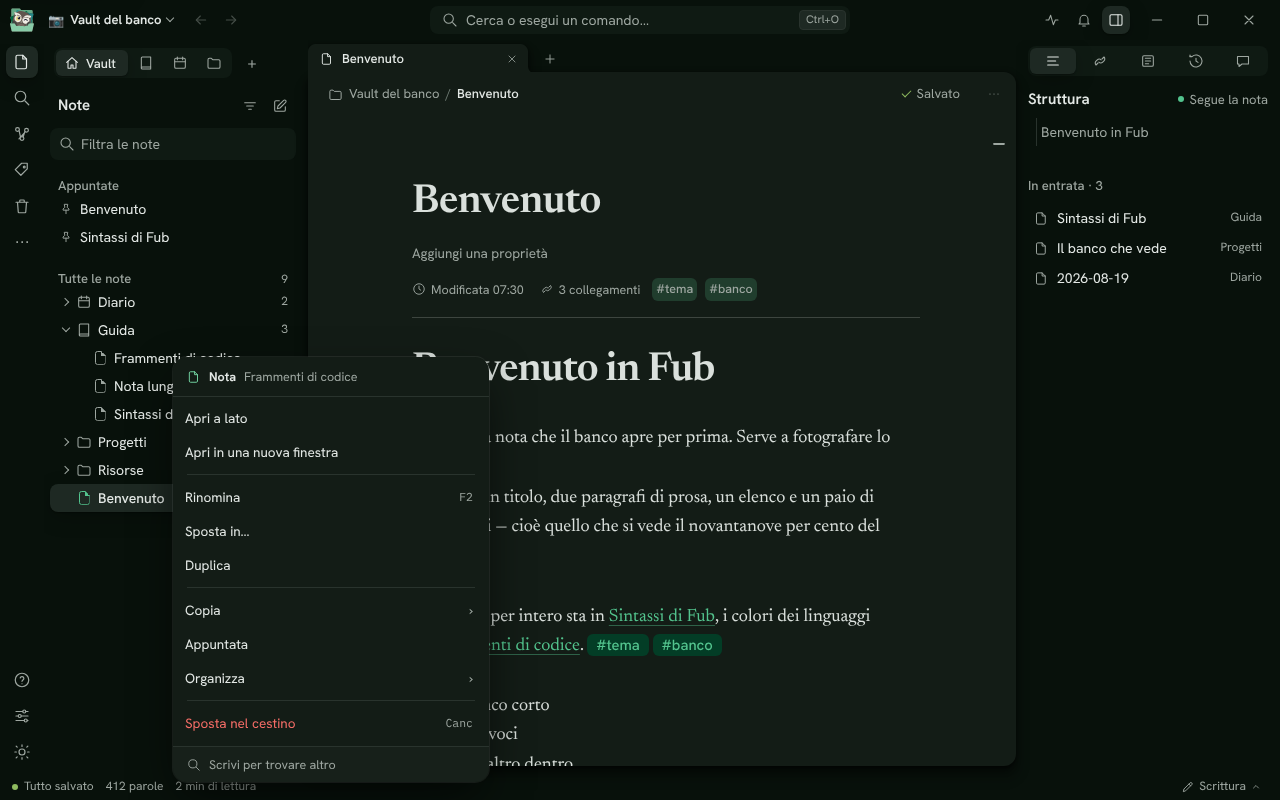 Vault del banco
Cerca o esegui un comando...
Ctrl+O
Vault
Benvenuto
Note
Vault del banco / Benvenuto
Salvato
Struttura
Segue la nota
Filtra le note
Benvenuto in Fub
Appuntate
Benvenuto
Sintassi di Fub
In entrata · 3
Sintassi di Fub
Guida
Il banco che vede
Progetti
2026-08-19
Diario
Tutte le note
9
Diario
2
Guida
3
Frammenti di codice
Nota lung
Sintassi d
Progetti
Risorse
Benvenuto
Benvenuto
Aggiungi una proprietà
Modificata 07:30
3 collegamenti
#tema
#banco
venuto in Fub
nota che il banco apre per prima. Serve a fotografare lo
n titolo, due paragrafi di prosa, un elenco e un paio di
i – cioè quello che si vede il novantanove per cento del
per intero sta in Sintassi di Fub, i colori dei linguaggi
nti di codice. #tema #banco
co corto
voci
altro dentro
Nota Frammenti di codice
Apri a lato
Apri in una nuova finestra
Rinomina
F2
Sposta in…
Duplica
Copia
Appuntata
Organizza
Sposta nel cestino
Canc
Scrivi per trovare altro
Tutto salvato
412 parole
2 min di lettura
Scrittura